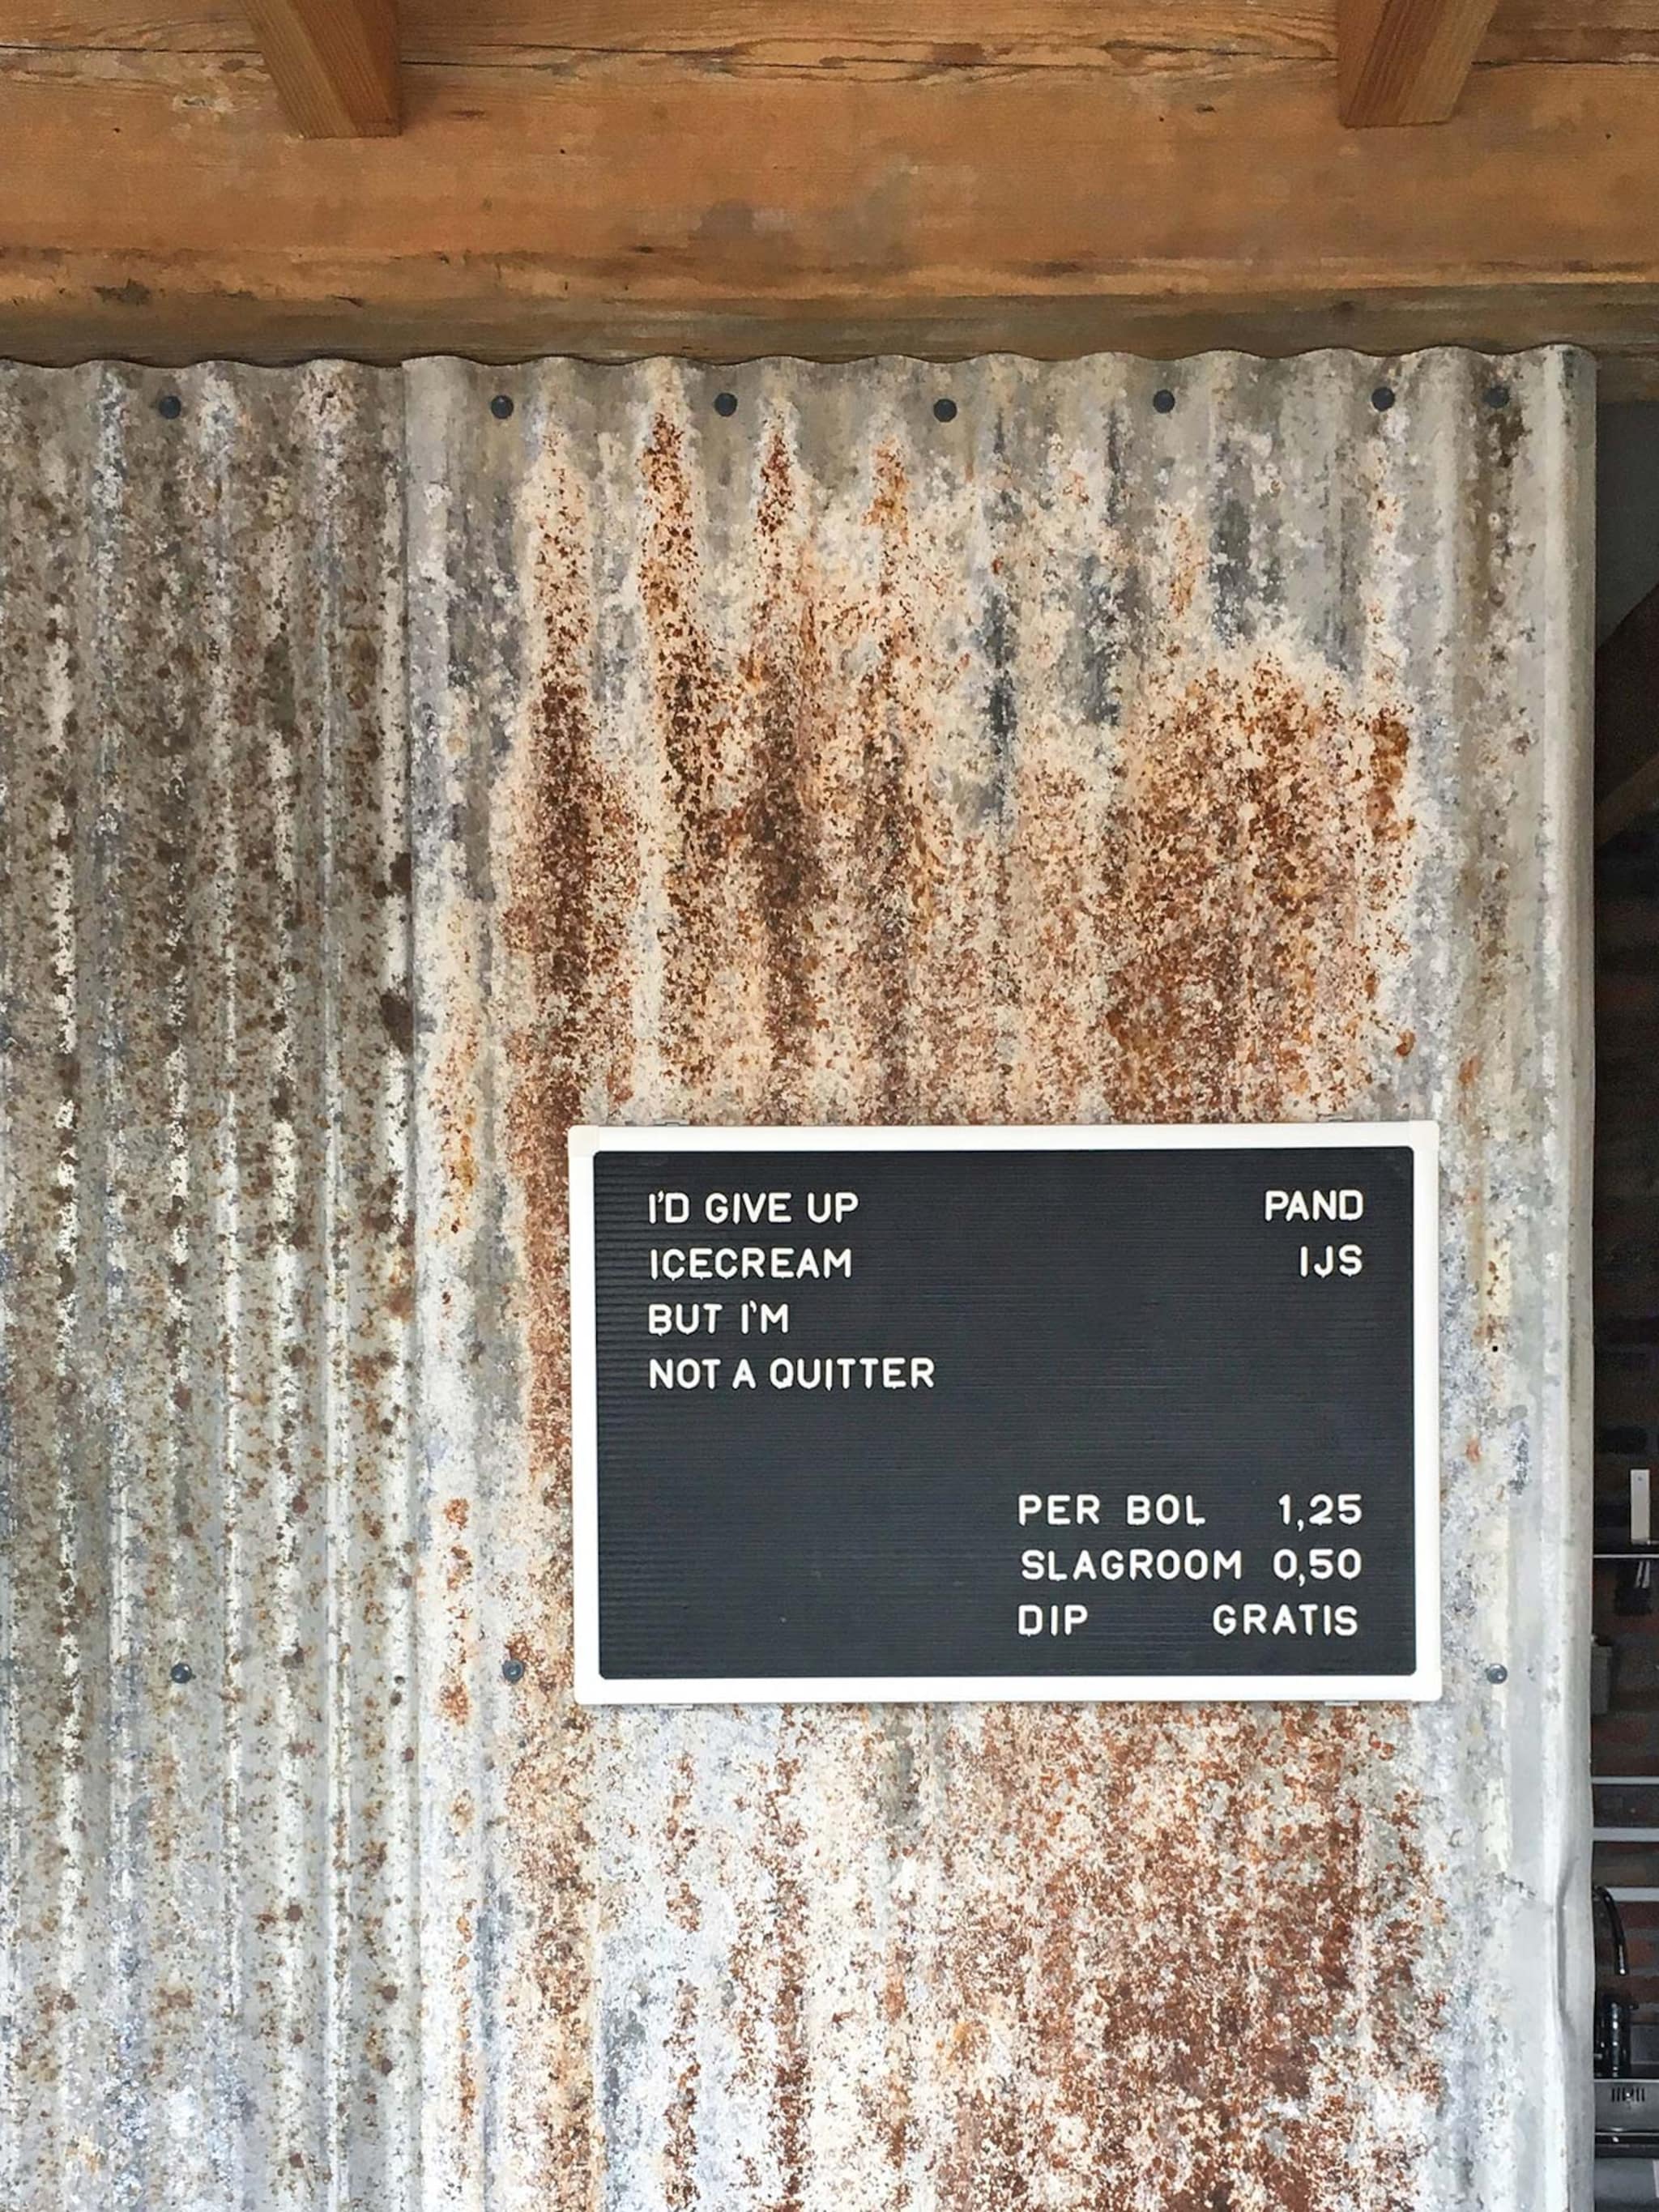 I'D GIVE UP
ICECREAM
BUT I'M
NOT A QUITTER
PAND
IJS
PER BOL 1,25
SLAGROOM 0,50
DIP GRATIS